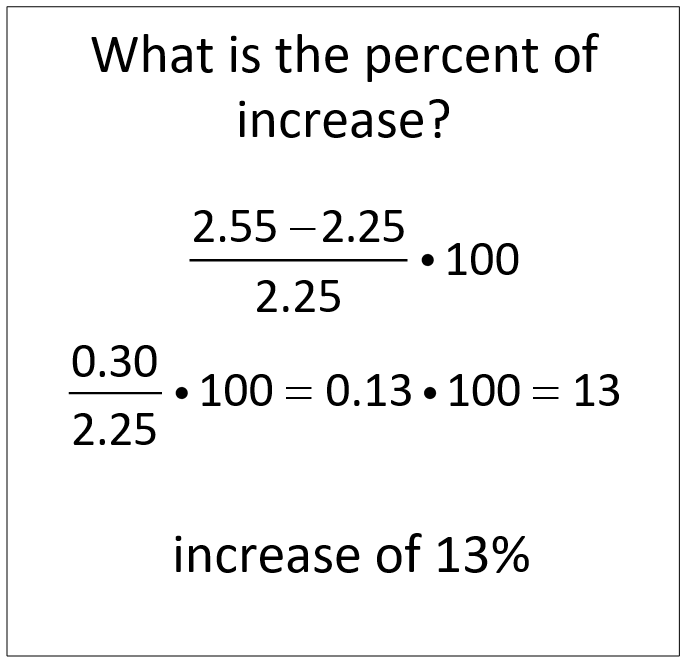 What is the percent of
increase?
2.55 – 2.25
2.25
• 100
0.30
2.25
• 100 = 0.13 • 100 = 13
increase of 13%